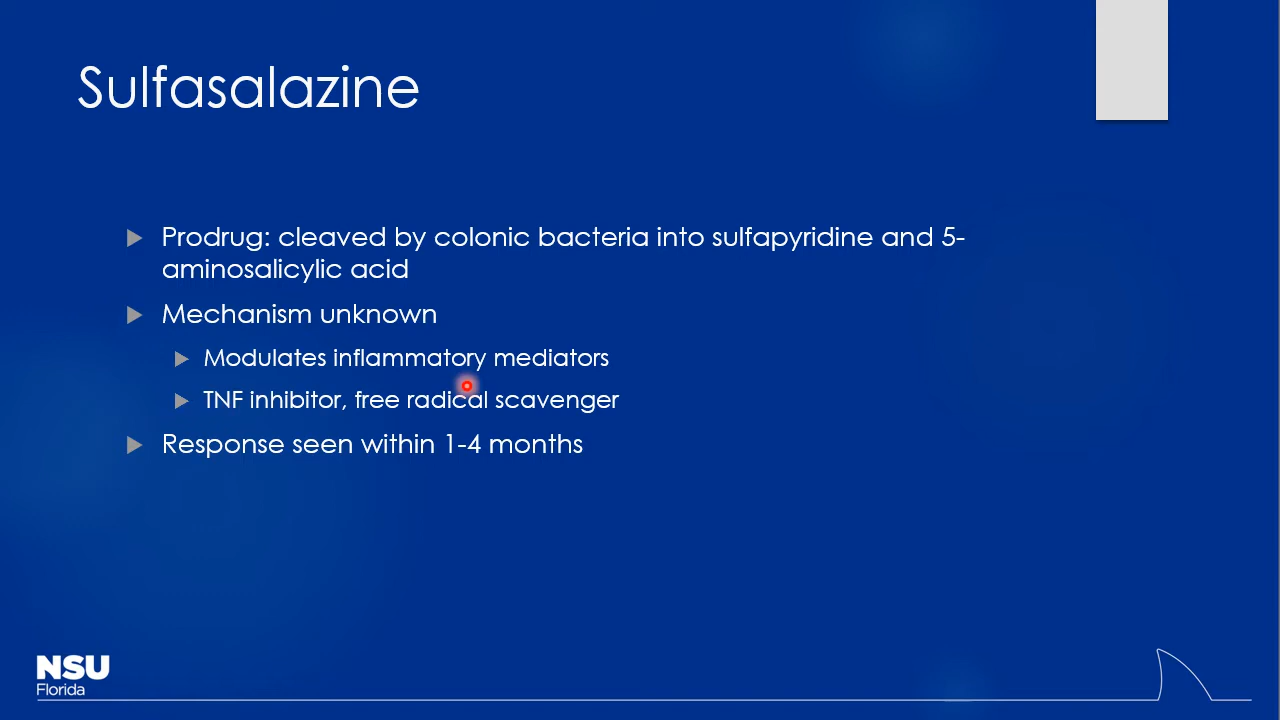 Sulfasalazine
Prodrug: cleaved by colonic bacteria into sulfapyridine and 5-
aminosalicylic acid
Mechanism unknown
Modulates inflammatory mediators
TNF inhibitor, free radical scavenger
Response seen within 1-4 months
NSU
Florida